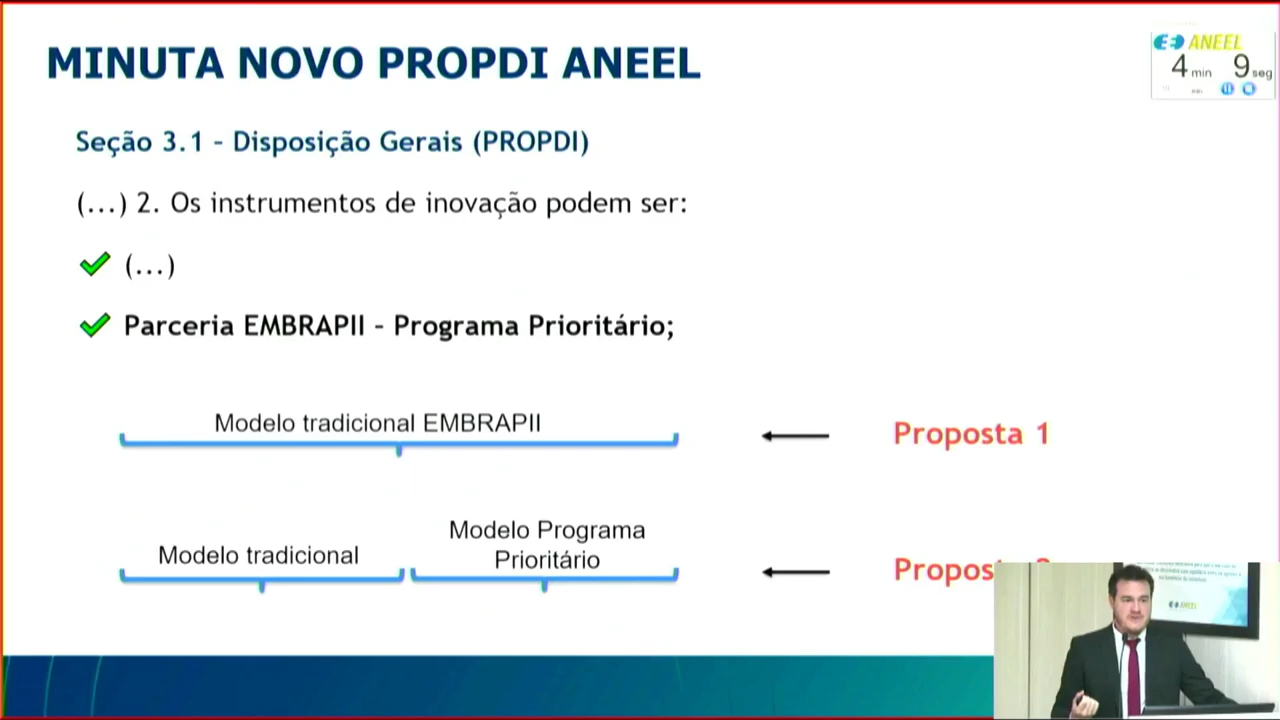 MINUTA NOVO PROPDI ANEEL
ANEEL
4 min 9 seg
Seção 3.1 – Disposição Gerais (PROPDI)
(...) 2. Os instrumentos de inovação podem ser:
(...)
Parceria EMBRAPII – Programa Prioritário;
Modelo tradicional EMBRAPII
Proposta 1
Modelo tradicional
Modelo Programa
Prioritário
ANEEL